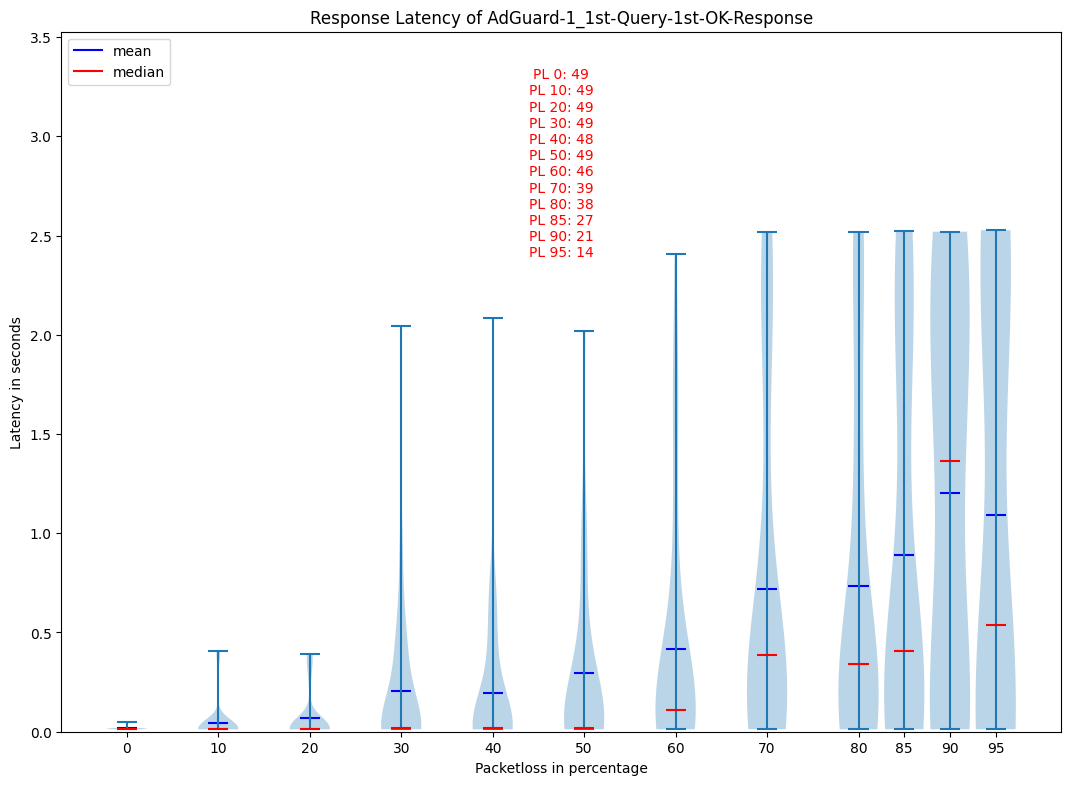 Response Latency of AdGuard-1_1st-Query-1st-OK-Response
mean
median
PL 0: 49
PL 10: 49
PL 20: 49
PL 30: 49
PL 40: 48
PL 50: 49
PL 60: 46
PL 70: 39
PL 80: 38
PL 85: 27
PL 90: 21
PL 95: 14
Latency in seconds
3.5
3.0
2.5
2.0
1.5
1.0
0.5
0.0
0 10 20 30 40 50 60 70 80 85 90 95
Packetloss in percentage